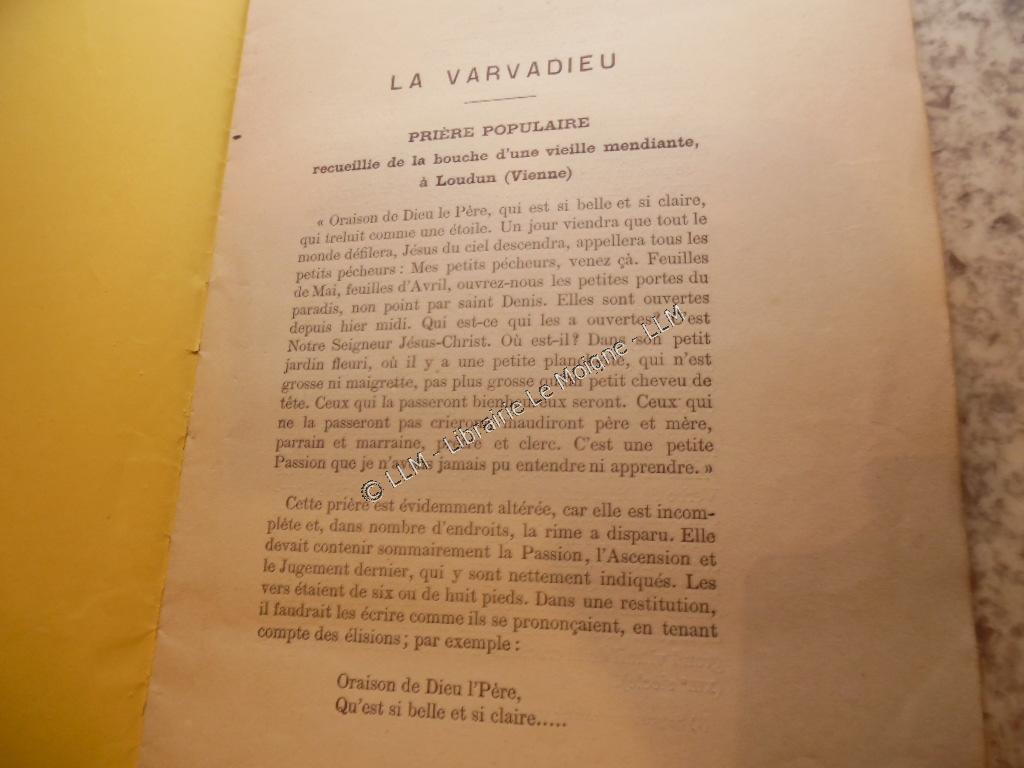 LA VARVADIEU
PRIÈRE POPULAIRE
recueillie de la bouche d'une vieille mendiante,
à Loudun (Vienne)
« Oraison de Dieu le Père, qui est si belle et si claire,
qui treluit comme une étoile. Un jour viendra que tout le
monde défilera, Jésus du ciel descendra, appellera tous les
petits pécheurs : Mes petits pécheurs, venez çà. Feuilles
de Mai, feuilles d'Avril, ouvrez-nous les petites portes du
paradis, non point par saint Denis. Elles sont ouvertes
depuis hier midi. Qui est-ce qui les a ouvertes? C'est
Notre Seigneur Jésus-Christ. Où est-il? Dans son petit
jardin fleuri, où il y a une petite qui n'est
grosse ni maigrette, pas plus grosse qu'un petit cheveu de
tête. Ceux qui la passeront bienheureux seront. Ceux qui
ne la passeront pas crieront, maudiront père et mère,
parrain et marraine, et clerc. C'est une petite
Passion que je n'avais jamais pu entendre ni apprendre. »
Cette prière est évidemment altérée, car elle est incom-
plète et, dans nombre d'endroits, la rime a disparu. Elle
devait contenir sommairement la Passion, l'Ascension et
le Jugement dernier, qui y sont nettement indiqués. Les
vers étaient de six ou de huit pieds. Dans une restitution,
il faudrait les écrire comme ils se prononçaient, en tenant
compte des élisions; par exemple :
Oraison de Dieu l'Père,
Qu'est si belle et si claire.....
© LLM - Librairie Le Moigne - LLM